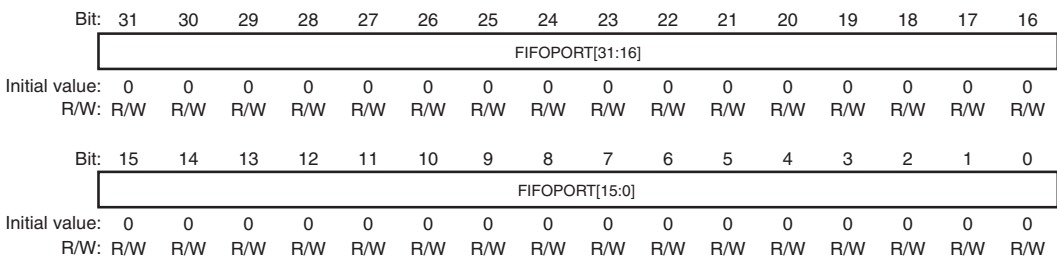 Bit: 31 30 29 28 27 26 25 24 23 22 21 20 19 18 17 16
FIFOPORT[31:16]
Initial value: 0 0 0 0 0 0 0 0 0 0 0 0 0 0 0 0
R/W: R/W R/W R/W R/W R/W R/W R/W R/W R/W R/W R/W R/W R/W R/W R/W R/W
Bit: 15 14 13 12 11 10 9 8 7 6 5 4 3 2 1 0
FIFOPORT[15:0]
Initial value: 0 0 0 0 0 0 0 0 0 0 0 0 0 0 0 0
R/W: R/W R/W R/W R/W R/W R/W R/W R/W R/W R/W R/W R/W R/W R/W R/W R/W